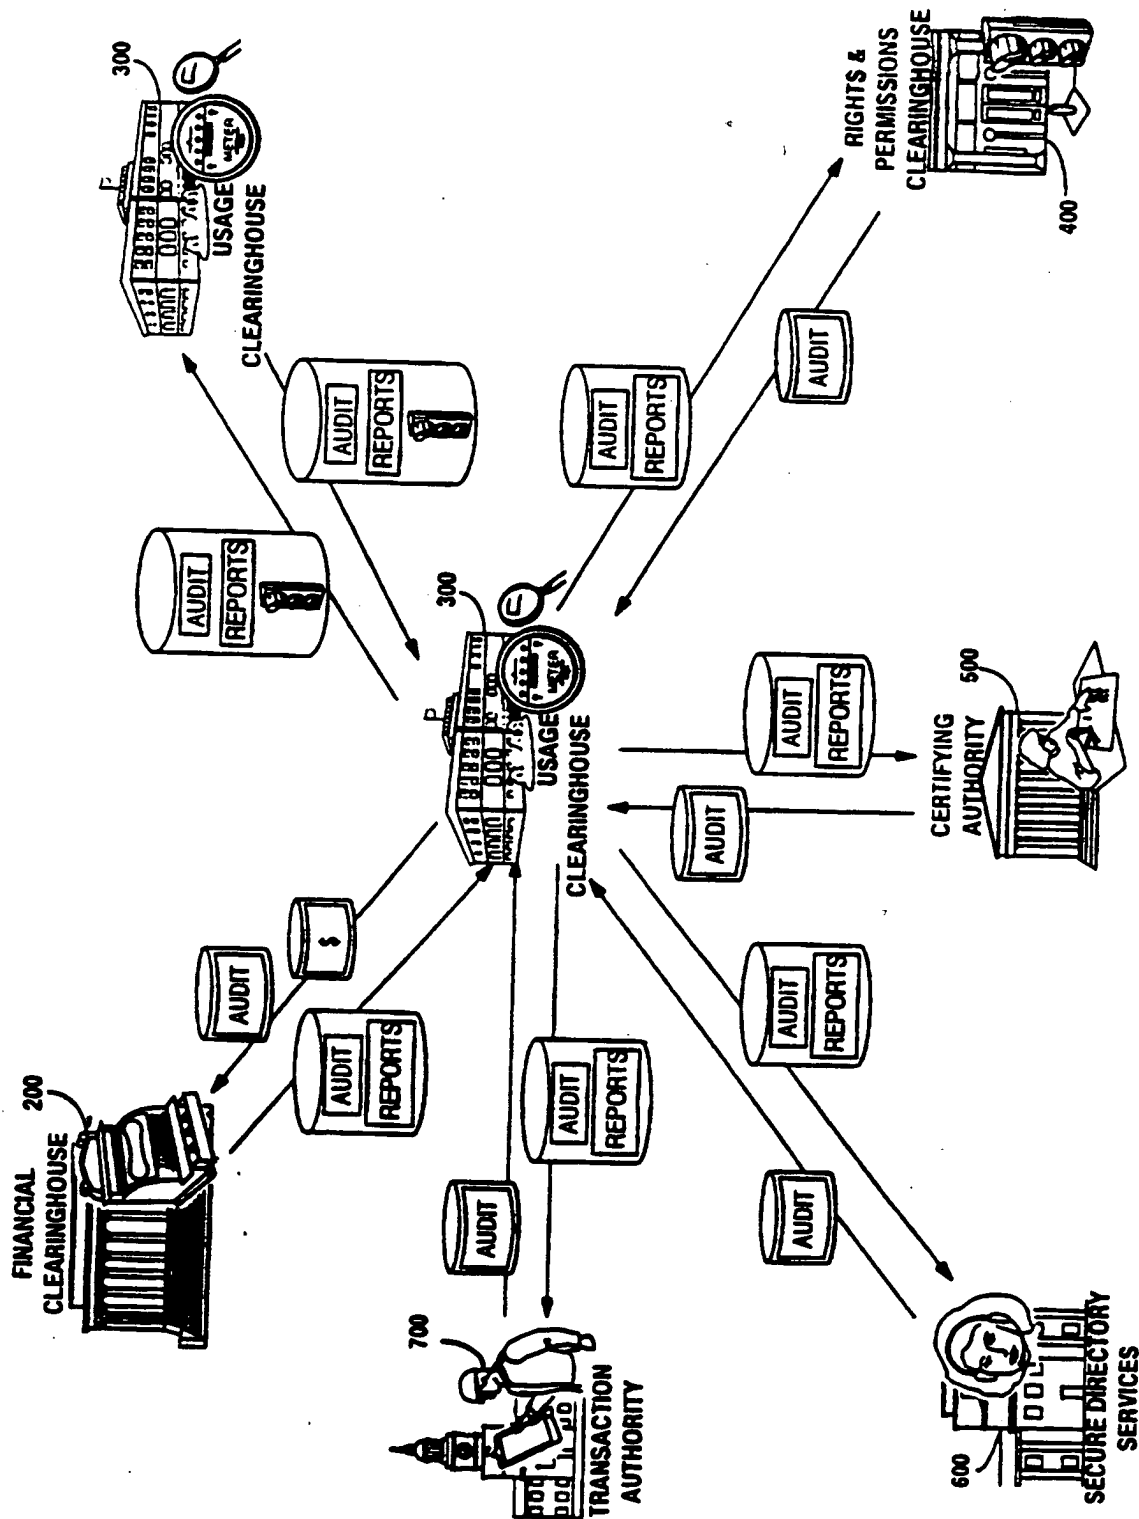 FINANCIAL
CLEARINGHOUSE
200
300
METER
USAGE
CLEARINGHOUSE
AUDIT
$
AUDIT
REPORTS
AUDIT
REPORTS
AUDIT
REPORTS
700
TRANSACTION
AUTHORITY
300
METER
USAGE
CLEARINGHOUSE
AUDIT
AUDIT
REPORTS
AUDIT
REPORTS
AUDIT
RIGHTS &
PERMISSIONS
CLEARINGHOUSE
400
AUDIT
AUDIT
REPORTS
AUDIT
AUDIT
REPORTS
CERTIFYING
AUTHORITY
500
600
SECURE DIRECTORY
SERVICES